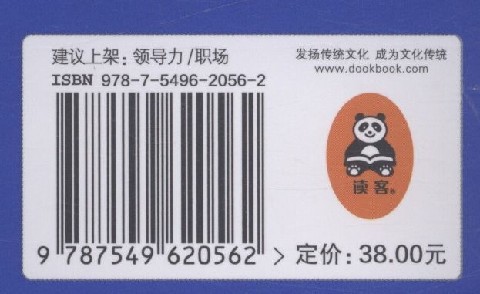 建议上架：领导力/职场
ISBN 978-7-5496-2056-2
发扬传统文化 成为文化传统
www.dookbook.com
读客®
9 787549 620562 >
定价：38.00元